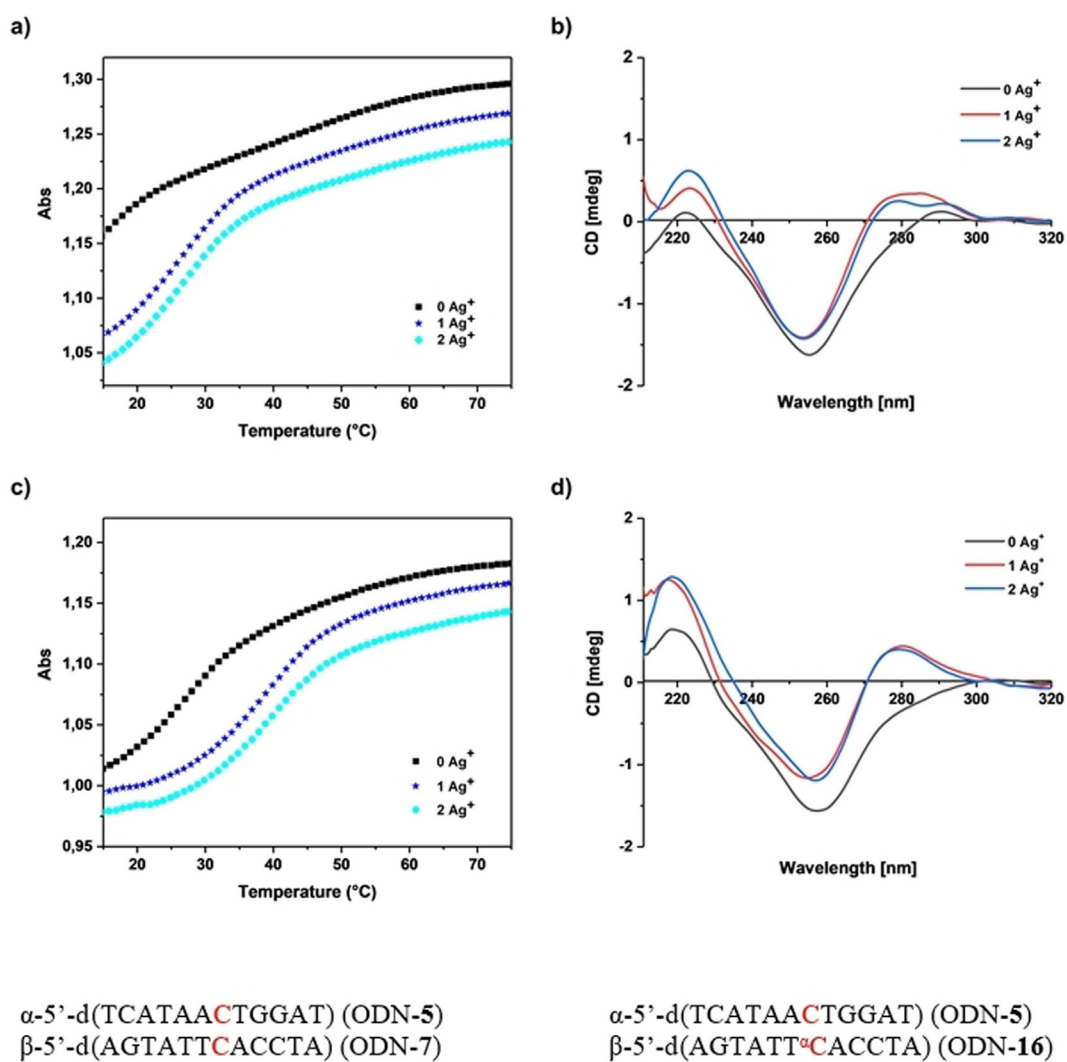 a)
1,30
1,25
1,20
1,15
1,10
1,05
Abs
0 Ag⁺
1 Ag⁺
2 Ag⁺
20 30 40 50 60 70
Temperature (°C)
b)
2
1
0
-1
-2
CD [mdeg]
0 Ag⁺
1 Ag⁺
2 Ag⁺
220 240 260 280 300 320
Wavelength [nm]
c)
1,20
1,15
1,10
1,05
1,00
0,95
Abs
0 Ag⁺
1 Ag⁺
2 Ag⁺
20 30 40 50 60 70
Temperature (°C)
d)
2
1
0
-1
-2
CD [mdeg]
0 Ag⁺
1 Ag⁺
2 Ag⁺
220 240 260 280 300 320
Wavelength [nm]
α-5’-d(TCATAACTGGAT) (ODN-5)
β-5’-d(AGTATTCACCTA) (ODN-7)
α-5’-d(TCATAACTGGAT) (ODN-5)
β-5’-d(AGTATTᵅCACCTA) (ODN-16)